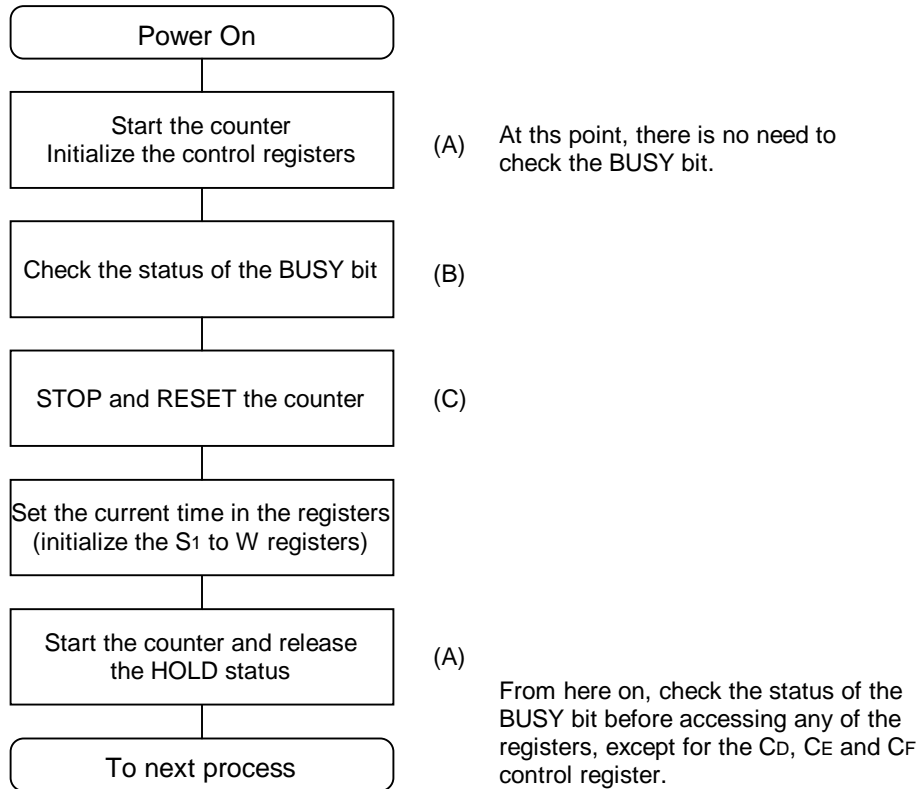 Power On
Start the counter
Initialize the control registers
(A)
At ths point, there is no need to
check the BUSY bit.
Check the status of the BUSY bit
(B)
STOP and RESET the counter
(C)
Set the current time in the registers
(initialize the S1 to W registers)
Start the counter and release
the HOLD status
(A)
From here on, check the status of the
BUSY bit before accessing any of the
registers, except for the CD, CE and CF
control register.
To next process